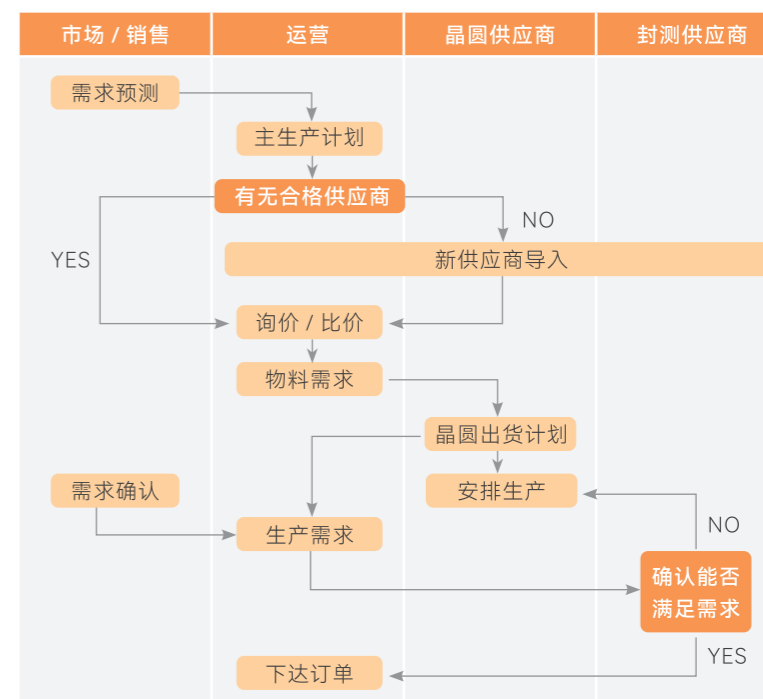 市场 / 销售
运营
晶圆供应商
封测供应商
需求预测
主生产计划
有无合格供应商
NO
YES
新供应商导入
询价 / 比价
物料需求
晶圆出货计划
需求确认
安排生产
生产需求
NO
确认能否
满足需求
YES
下达订单